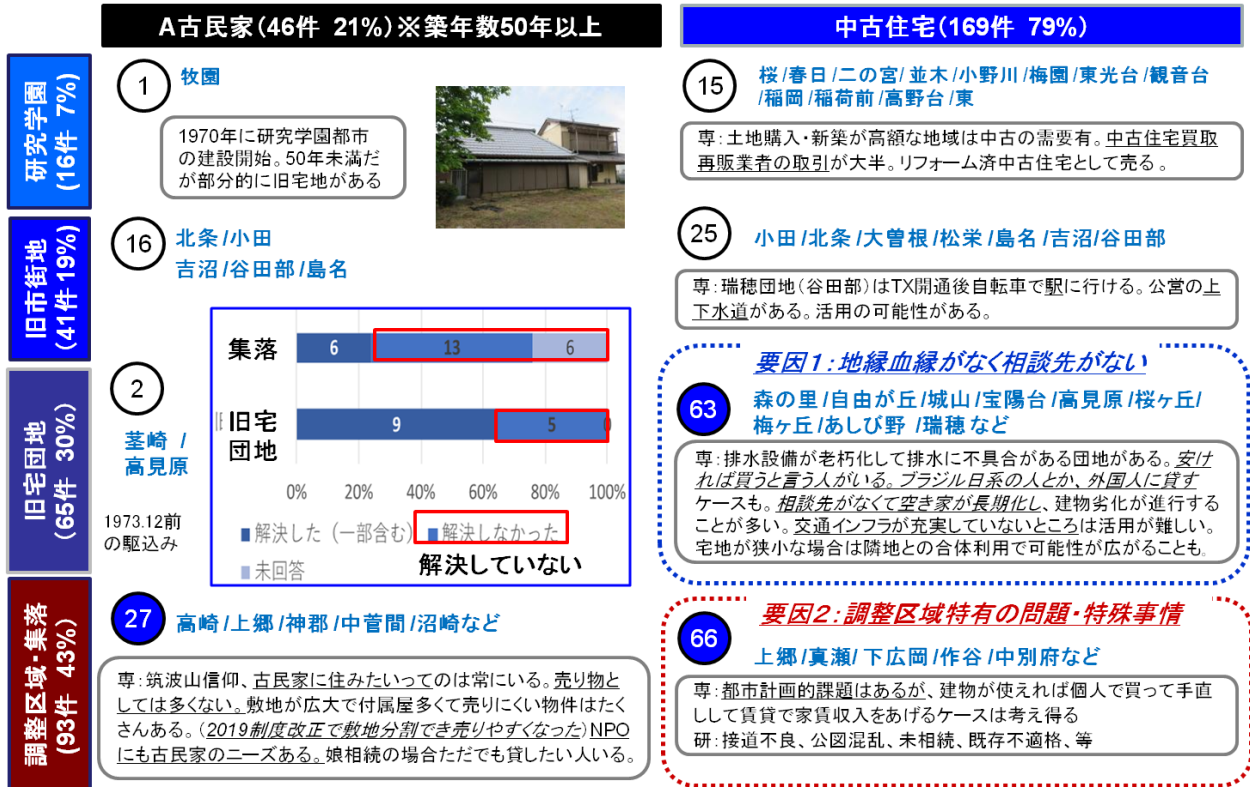 A古民家(46件 21%)※築年数50年以上
中古住宅(169件 79%)
研究学園
(16件 7%)
1
牧園
1970年に研究学園都市
の建設開始。50年未満だ
が部分的に旧宅地がある
15
桜/春日/二の宮/並木/小野川/梅園/東光台/観音台
/稲岡/稲荷前/高野台/東
専:土地購入・新築が高額な地域は中古の需要有。中古住宅買取
再販業者の取引が大半。リフォーム済中古住宅として売る。
旧市街地
(41件 19%)
16
北条/小田
吉沼/谷田部/島名
25
小田/北条/大曽根/松栄/島名/吉沼/谷田部
専:瑞穂団地(谷田部)はTX開通後自転車で駅に行ける。公営の上
下水道がある。活用の可能性がある。
旧宅団地
(65件 30%)
2
茎崎/
高見原
1973.12前
の駆込み
集落
6
13
6
旧宅
団地
9
5
0
0%
20%
40%
60%
80%
100%
解決した(一部含む)
解決しなかった
未回答
解決していない
要因1:地縁血縁がなく相談先がない
63
森の里/自由が丘/城山/宝陽台/高見原/桜ヶ丘/
梅ヶ丘/あしび野/瑞穂など
専:排水設備が老朽化して排水に不具合がある団地がある。安け
れば買うと言う人がいる。ブラジル日系の人とか、外国人に貸す
ケースも。相談先がなくて空き家が長期化し、建物劣化が進行する
ことが多い。交通インフラが充実していないところは活用が難しい。
宅地が狭小な場合は隣地との合体利用で可能性が広がることも。
調整区域・集落
(93件 43%)
27
高崎/上郷/神郡/中菅間/沼崎など
専:筑波山信仰、古民家に住みたいってのは常にいる。売り物と
しては多くない。敷地が広大で付属屋多くて売りにくい物件はたく
さんある。(2019制度改正で敷地分割でき売りやすくなった)NPO
にも古民家のニーズある。娘相続の場合ただでも貸したい人いる。
要因2:調整区域特有の問題・特殊事情
66
上郷/真瀬/下広岡/作谷/中別府など
専:都市計画的課題はあるが、建物が使えれば個人で買って手直
しして賃貸で家賃収入をあげるケースは考え得る
研:接道不良、公図混乱、未相続、既存不適格、等